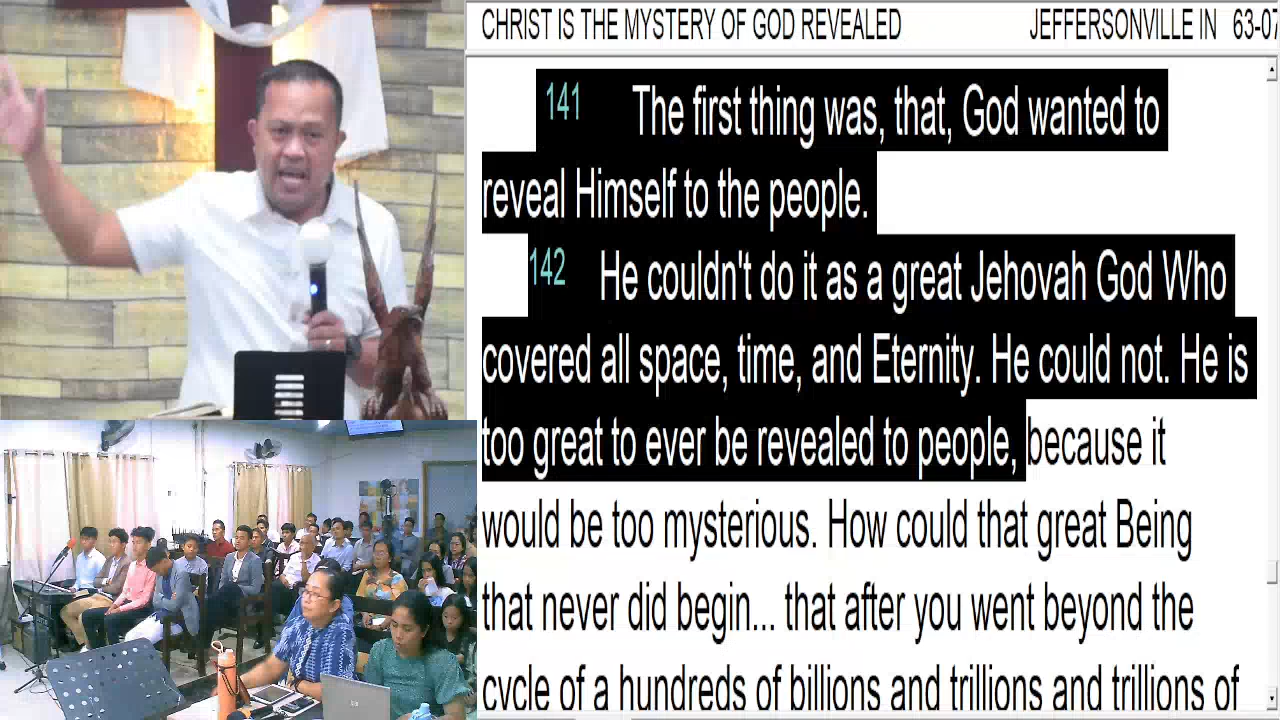 CHRIST IS THE MYSTERY OF GOD REVEALED JEFFERSONVILLE IN 63-07
141 The first thing was, that, God wanted to
reveal Himself to the people.
142 He couldn't do it as a great Jehovah God Who
covered all space, time, and Eternity. He could not. He is
too great to ever be revealed to people, because it
would be too mysterious. How could that great Being
that never did begin... that after you went beyond the
cycle of a hundreds of billions and trillions and trillions of